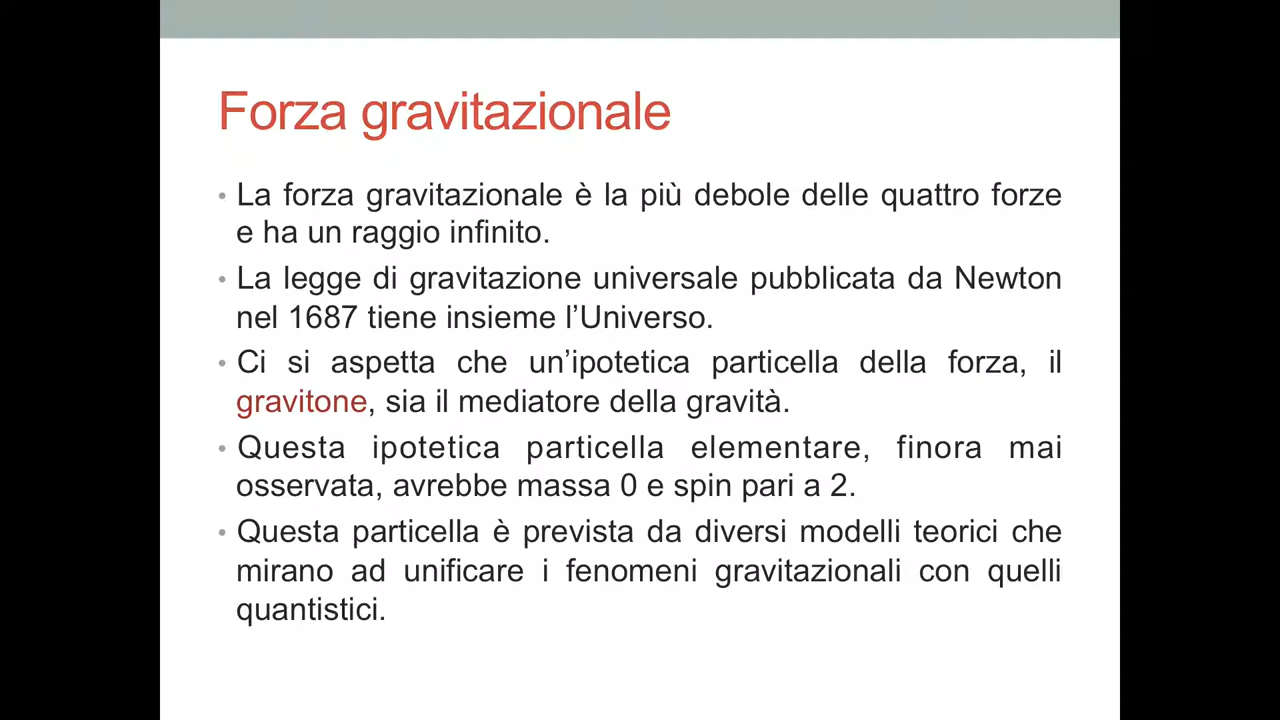 Forza gravitazionale
• La forza gravitazionale è la più debole delle quattro forze
e ha un raggio infinito.
• La legge di gravitazione universale pubblicata da Newton
nel 1687 tiene insieme l’Universo.
• Ci si aspetta che un’ipotetica particella della forza, il
gravitone, sia il mediatore della gravità.
• Questa ipotetica particella elementare, finora mai
osservata, avrebbe massa 0 e spin pari a 2.
• Questa particella è prevista da diversi modelli teorici che
mirano ad unificare i fenomeni gravitazionali con quelli
quantistici.